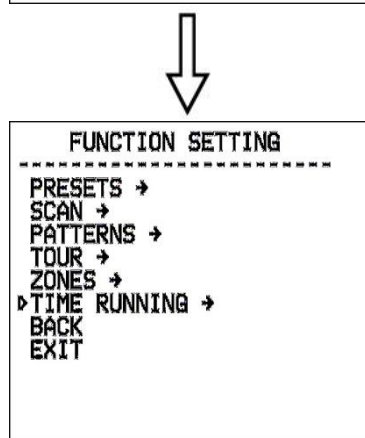 FUNCTION SETTING
PRESETS →
SCAN →
PATTERNS →
TOUR →
ZONES →
TIME RUNNING →
BACK
EXIT